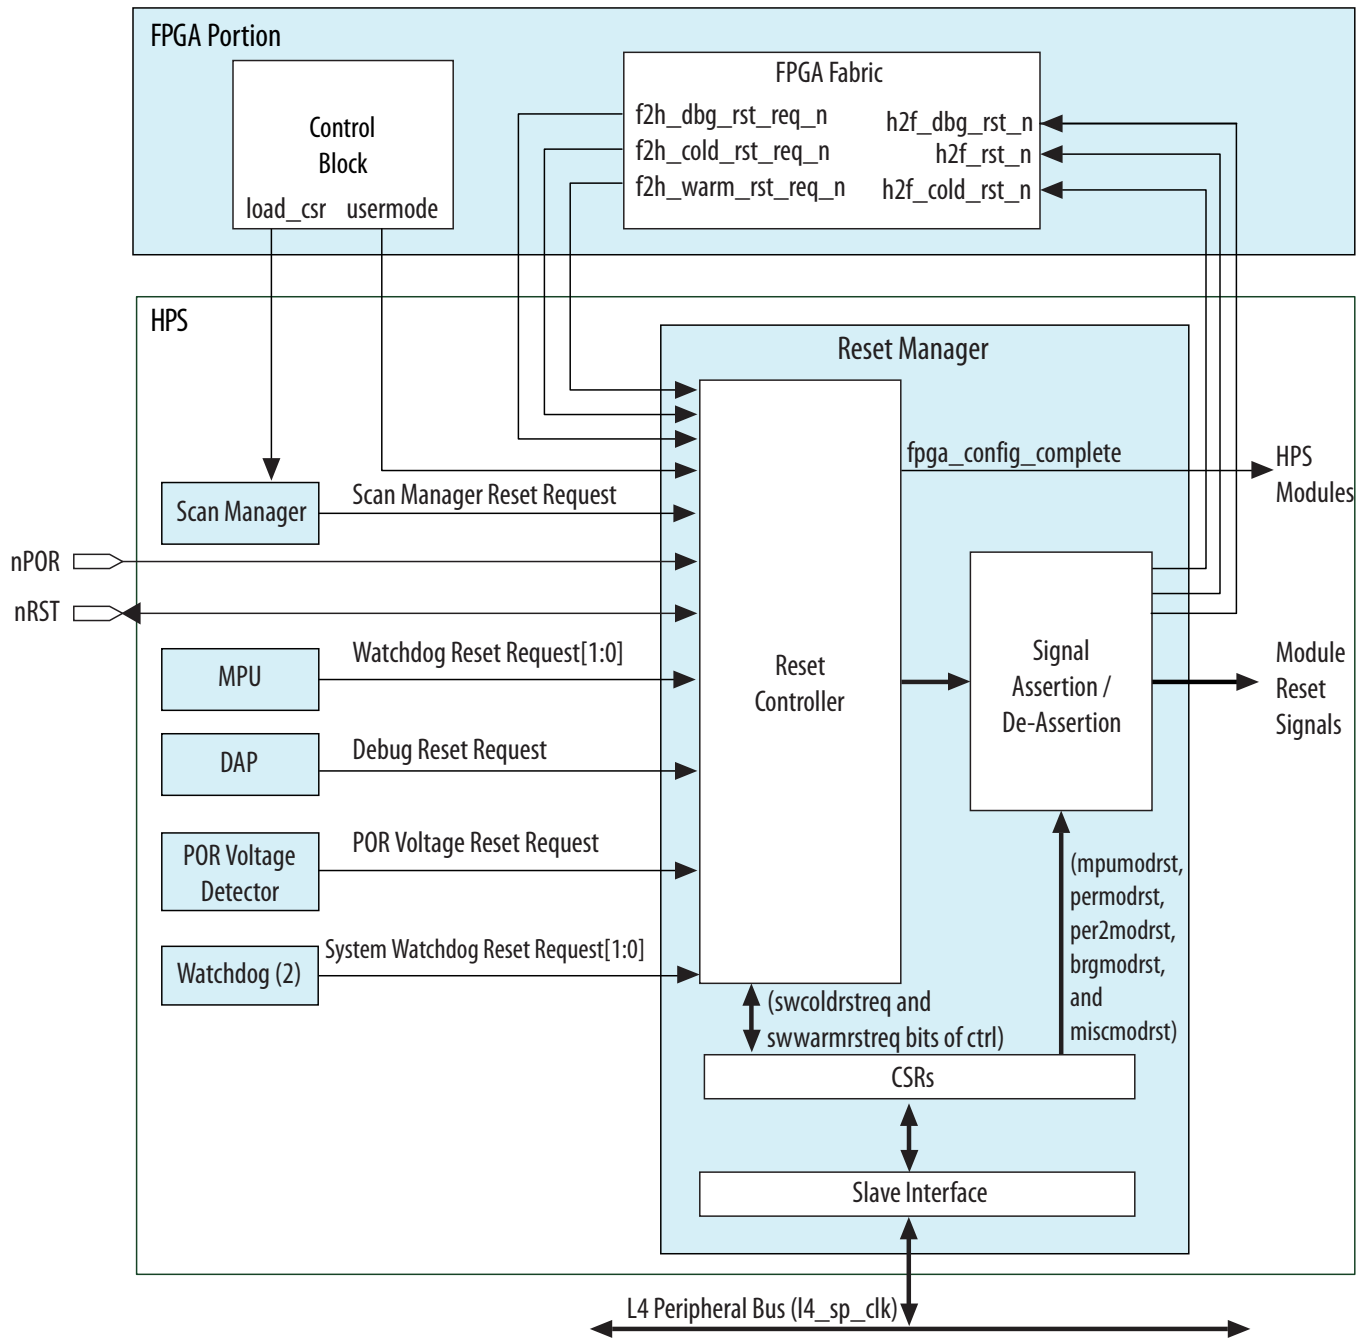 FPGA Portion
Control
Block
load_csr usermode
FPGA Fabric
f2h_dbg_rst_req_n
f2h_cold_rst_req_n
f2h_warm_rst_req_n
h2f_dbg_rst_n
h2f_rst_n
h2f_cold_rst_n
HPS
Reset Manager
fpga_config_complete
HPS
Modules
Scan Manager
Scan Manager Reset Request
nPOR
nRST
MPU
Watchdog Reset Request[1:0]
Reset
Controller
Signal
Assertion /
De-Assertion
Module
Reset
Signals
DAP
Debug Reset Request
POR Voltage
Detector
POR Voltage Reset Request
(mpumodrst,
permodrst,
per2modrst,
brgmodrst,
and
miscmodrst)
Watchdog (2)
System Watchdog Reset Request[1:0]
(swcoldrstreq and
swwarmrstreq bits of ctrl)
CSRs
Slave Interface
L4 Peripheral Bus (l4_sp_clk)